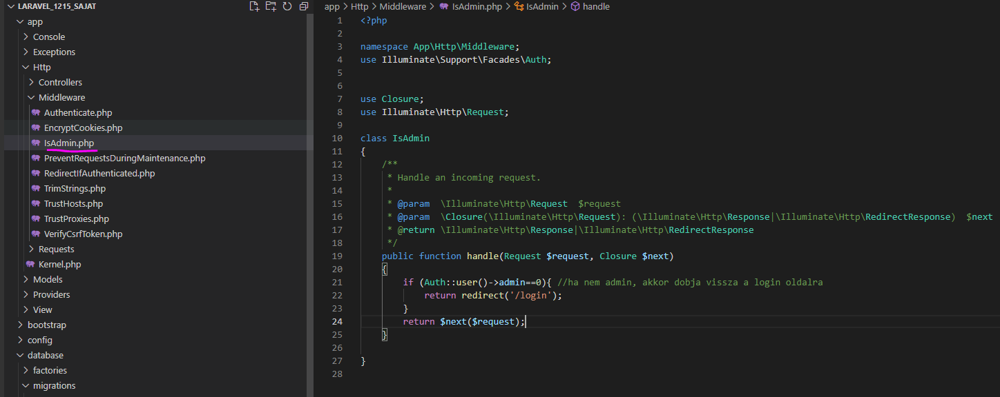 LARAVEL_1215_SAJAT
app
Console
Exceptions
Http
Controllers
Middleware
Authenticate.php
EncryptCookies.php
IsAdmin.php
PreventRequestsDuringMaintenance.php
RedirectIfAuthenticated.php
TrimStrings.php
TrustHosts.php
TrustProxies.php
VerifyCsrfToken.php
Requests
Kernel.php
Models
Providers
View
bootstrap
config
database
factories
migrations
app > Http > Middleware > IsAdmin.php > IsAdmin > handle
1 <?php
2
3 namespace App\Http\Middleware;
4 use Illuminate\Support\Facades\Auth;
5
6
7 use Closure;
8 use Illuminate\Http\Request;
9
10 class IsAdmin
11 {
12     /**
13      * Handle an incoming request.
14      *
15      * @param  \Illuminate\Http\Request  $request
16      * @param  \Closure(\Illuminate\Http\Request): (\Illuminate\Http\Response|\Illuminate\Http\RedirectResponse)  $next
17      * @return \Illuminate\Http\Response|\Illuminate\Http\RedirectResponse
18      */
19     public function handle(Request $request, Closure $next)
20     {
21         if (Auth::user()->admin==0){ //ha nem admin, akkor dobja vissza a login oldalra
22             return redirect('/login');
23         }
24         return $next($request);
25     }
26
27 }
28